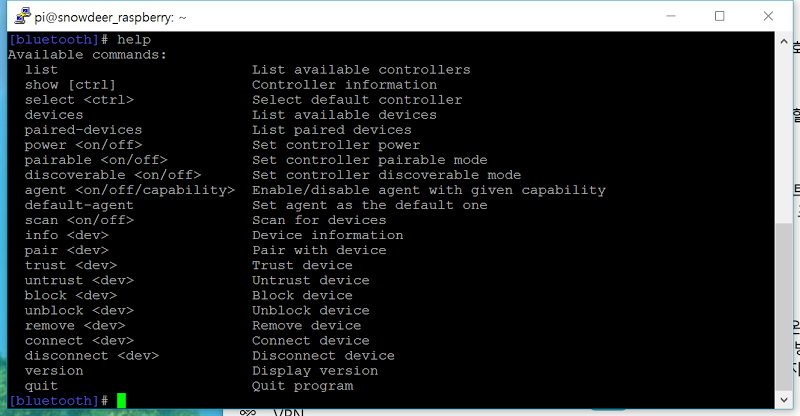 pi@snowdeer_raspberry: ~
[bluetooth]# help
Available commands:
list List available controllers
show [ctrl] Controller information
select <ctrl> Select default controller
devices List available devices
paired-devices List paired devices
power <on/off> Set controller power
pairable <on/off> Set controller pairable mode
discoverable <on/off> Set controller discoverable mode
agent <on/off/capability> Enable/disable agent with given capability
default-agent Set agent as the default one
scan <on/off> Scan for devices
info <dev> Device information
pair <dev> Pair with device
trust <dev> Trust device
untrust <dev> Untrust device
block <dev> Block device
unblock <dev> Unblock device
remove <dev> Remove device
connect <dev> Connect device
disconnect <dev> Disconnect device
version Display version
quit Quit program
[bluetooth]#
VPN